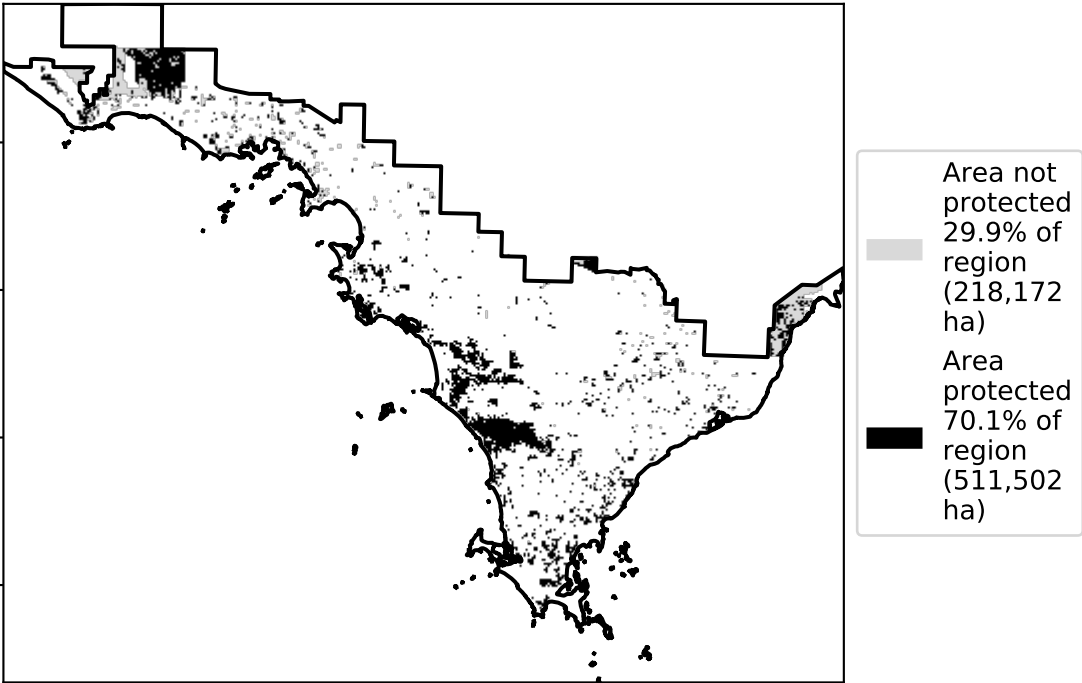 Area not
protected
29.9% of
region
(218,172
ha)
Area
protected
70.1% of
region
(511,502
ha)